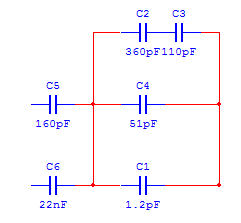 C2 C3
360pF110pF
C5 C4
160pF 51pF
C6 C1
22nF 1.2pF